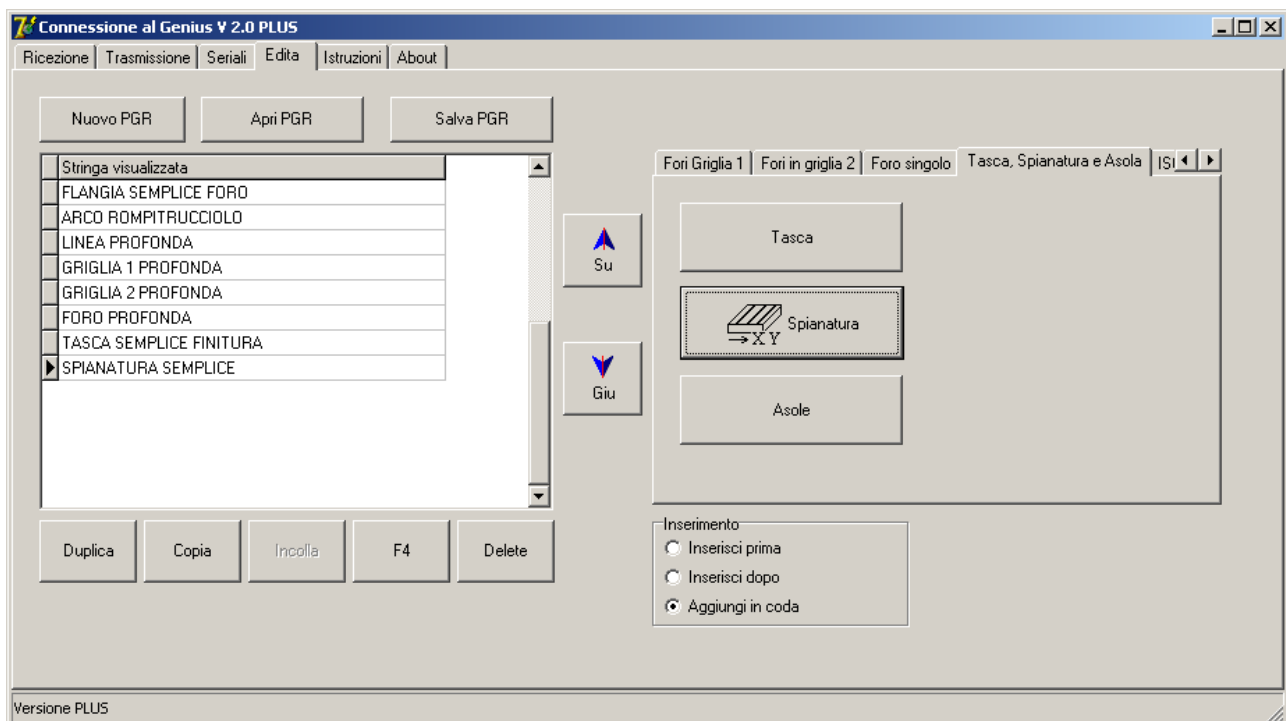 Connessione al Genius V 2.0 PLUS
Ricezione Trasmissione Seriali Edita Istruzioni About
Nuovo PGR Apri PGR Salva PGR
Stringa visualizzata
FLANGIA SEMPLICE FORO
ARCO ROMPITRUCCIOLO
LINEA PROFONDA
GRIGLIA 1 PROFONDA
GRIGLIA 2 PROFONDA
FORO PROFONDA
TASCA SEMPLICE FINITURA
SPIANATURA SEMPLICE
Su
Giu
Fori Griglia 1 Fori in griglia 2 Foro singolo Tasca, Spianatura e Asola
Tasca
X Y Spianatura
Asole
Duplica Copia Incolla F4 Delete
Inserimento
Inserisci prima
Inserisci dopo
Aggiungi in coda
Versione PLUS